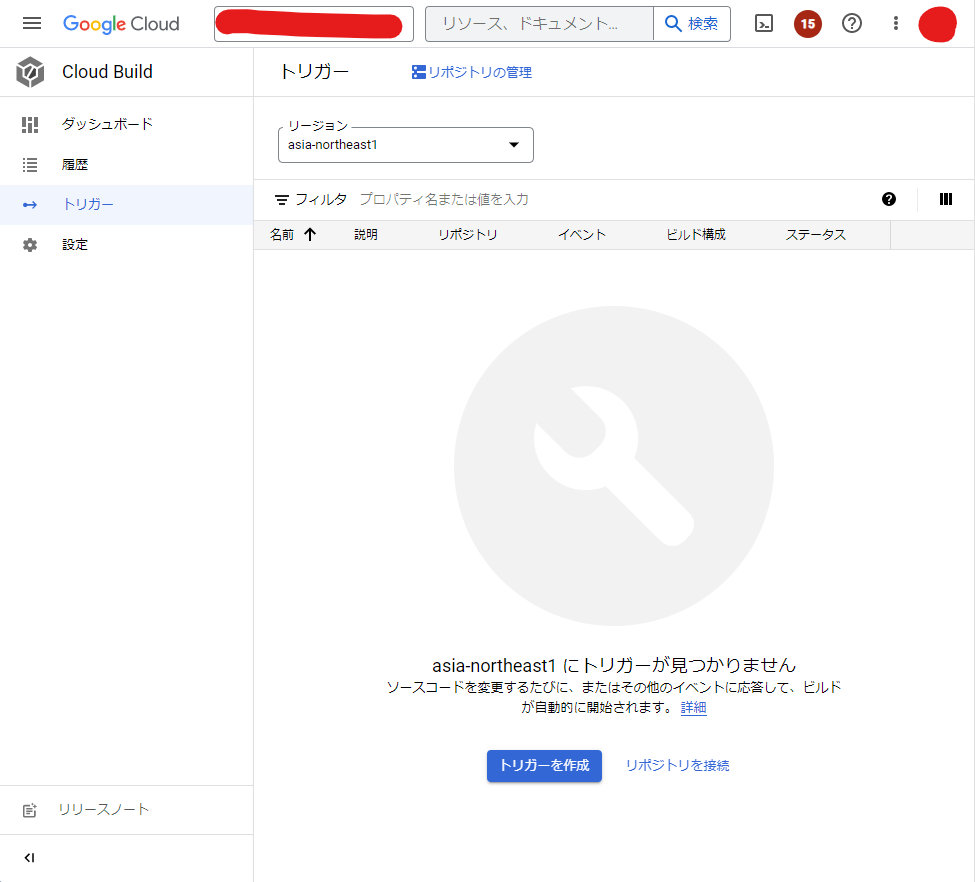 Google Cloud
リソース、ドキュメント...
検索
15
Cloud Build
トリガー
リポジトリの管理
ダッシュボード
履歴
トリガー
設定
リージョン
asia-northeast1
フィルタ プロパティ名または値を入力
名前 説明 リポジトリ イベント ビルド構成 ステータス
asia-northeast1 にトリガーが見つかりません
ソースコードを変更するたびに、またはその他のイベントに応答して、ビルド
が自動的に開始されます。 詳細
トリガーを作成 リポジトリを接続
リリースノート